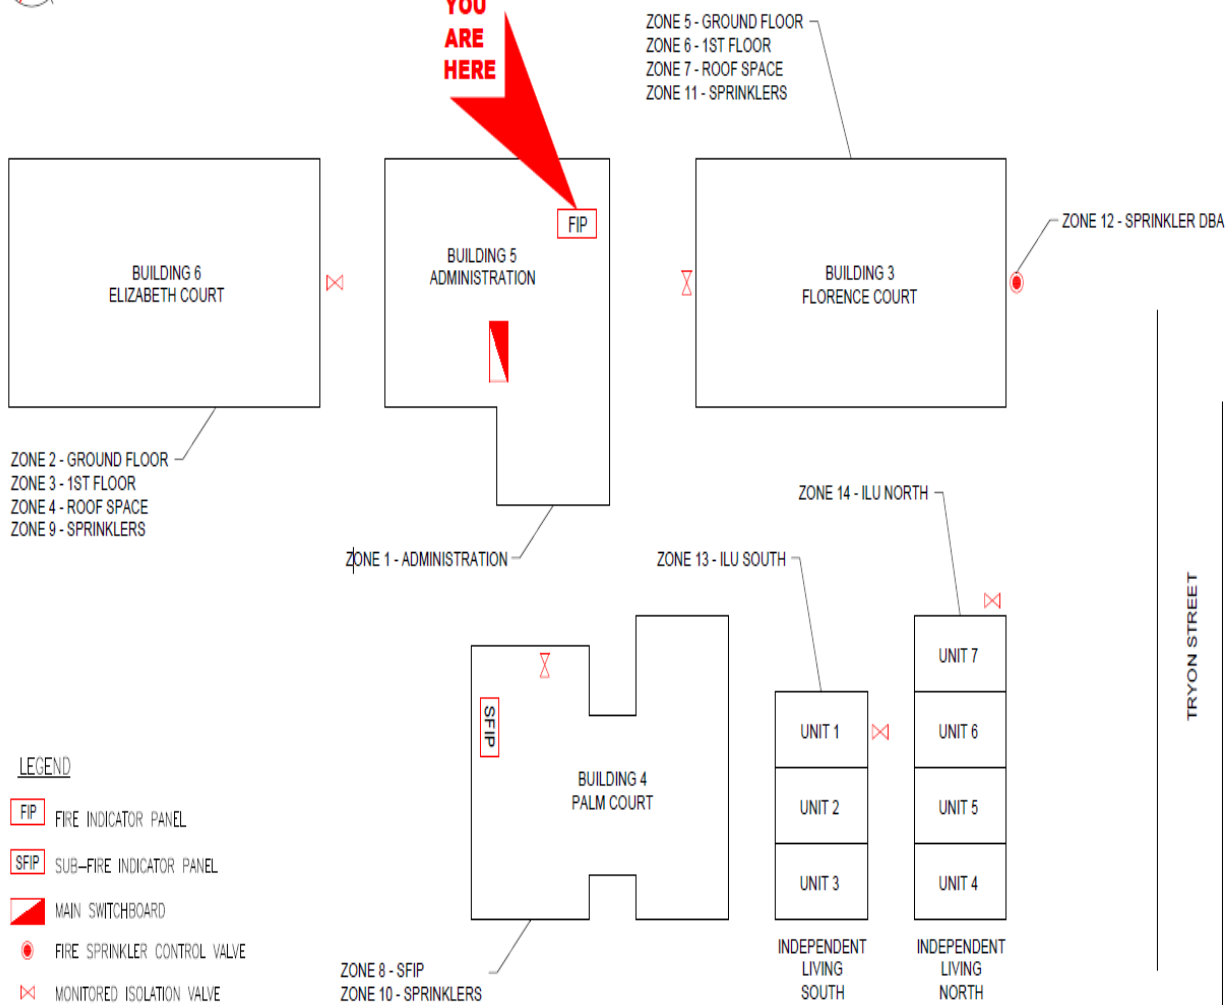 YOU
ARE
HERE
ZONE 5 - GROUND FLOOR
ZONE 6 - 1ST FLOOR
ZONE 7 - ROOF SPACE
ZONE 11 - SPRINKLERS
FIP
ZONE 12 - SPRINKLER DBA
BUILDING 6
ELIZABETH COURT
BUILDING 5
ADMINISTRATION
BUILDING 3
FLORENCE COURT
ZONE 2 - GROUND FLOOR
ZONE 3 - 1ST FLOOR
ZONE 4 - ROOF SPACE
ZONE 9 - SPRINKLERS
ZONE 1 - ADMINISTRATION
ZONE 14 - ILU NORTH
ZONE 13 - ILU SOUTH
TRYON STREET
SFIP
BUILDING 4
PALM COURT
UNIT 1
UNIT 2
UNIT 3
UNIT 7
UNIT 6
UNIT 5
UNIT 4
INDEPENDENT
LIVING
SOUTH
INDEPENDENT
LIVING
NORTH
ZONE 8 - SFIP
ZONE 10 - SPRINKLERS
LEGEND
FIP FIRE INDICATOR PANEL
SFIP SUB-FIRE INDICATOR PANEL
MAIN SWITCHBOARD
FIRE SPRINKLER CONTROL VALVE
MONITORED ISOLATION VALVE